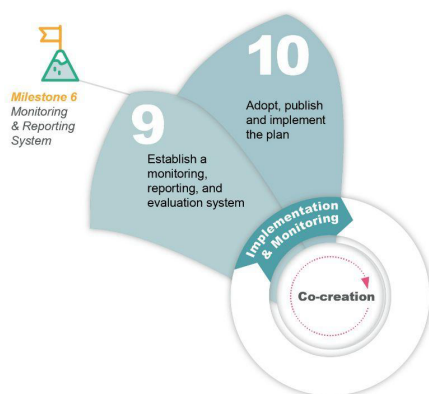 10
Adopt, publish
and implement
the plan
Milestone 6
Monitoring
& Reporting
System
9
Establish a
monitoring,
reporting, and
evaluation system
Implementation
& Monitoring
Co-creation